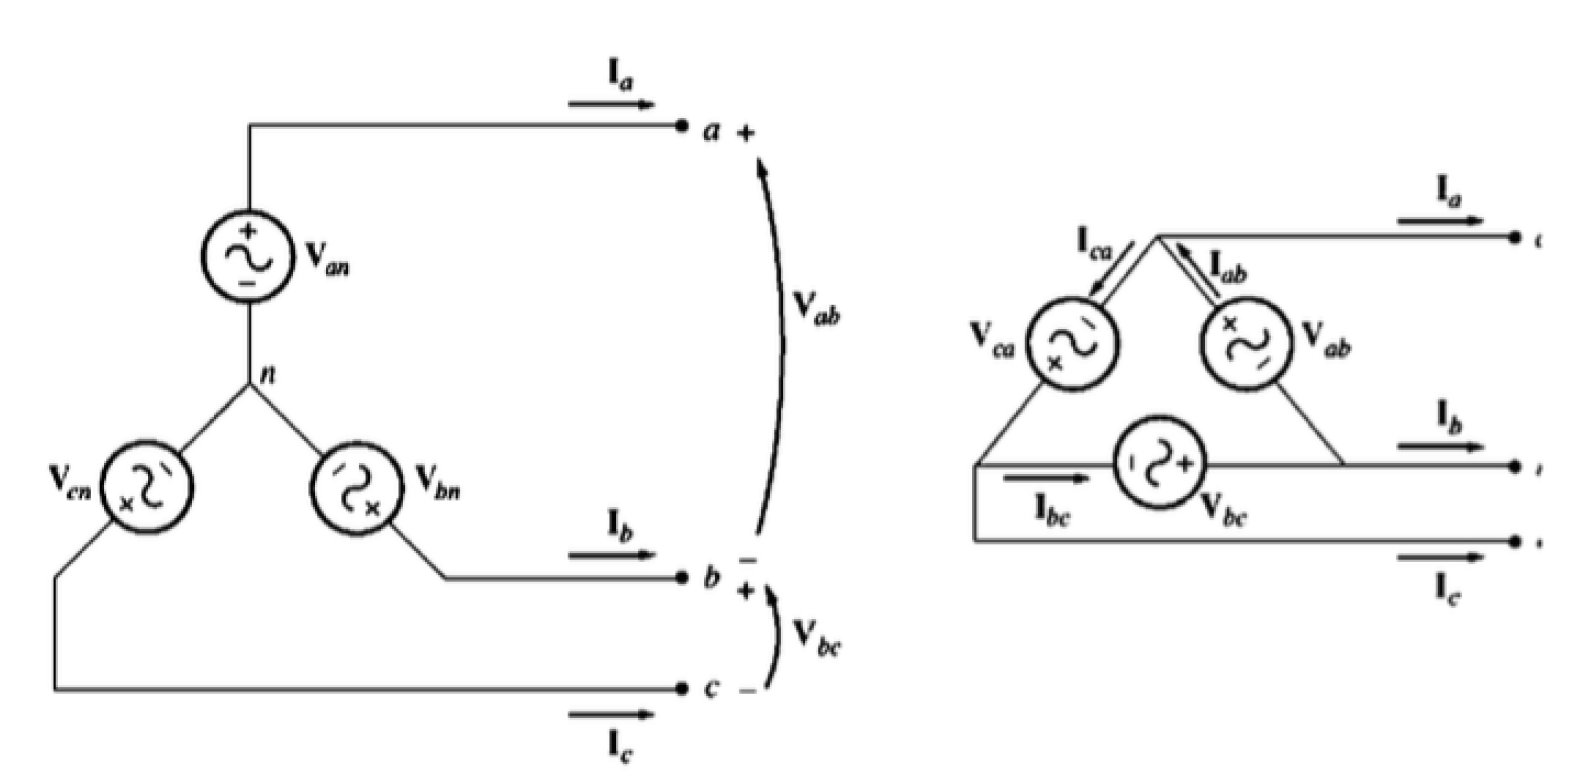 Ia
a +
+
Van
−
Vab
n
Vcn
Vbn
Ib
−
b
+
Vbc
c −
Ic
Ia
Ica
Iab
Vca
Vab
Ib
+
Ibc
Vbc
Ic